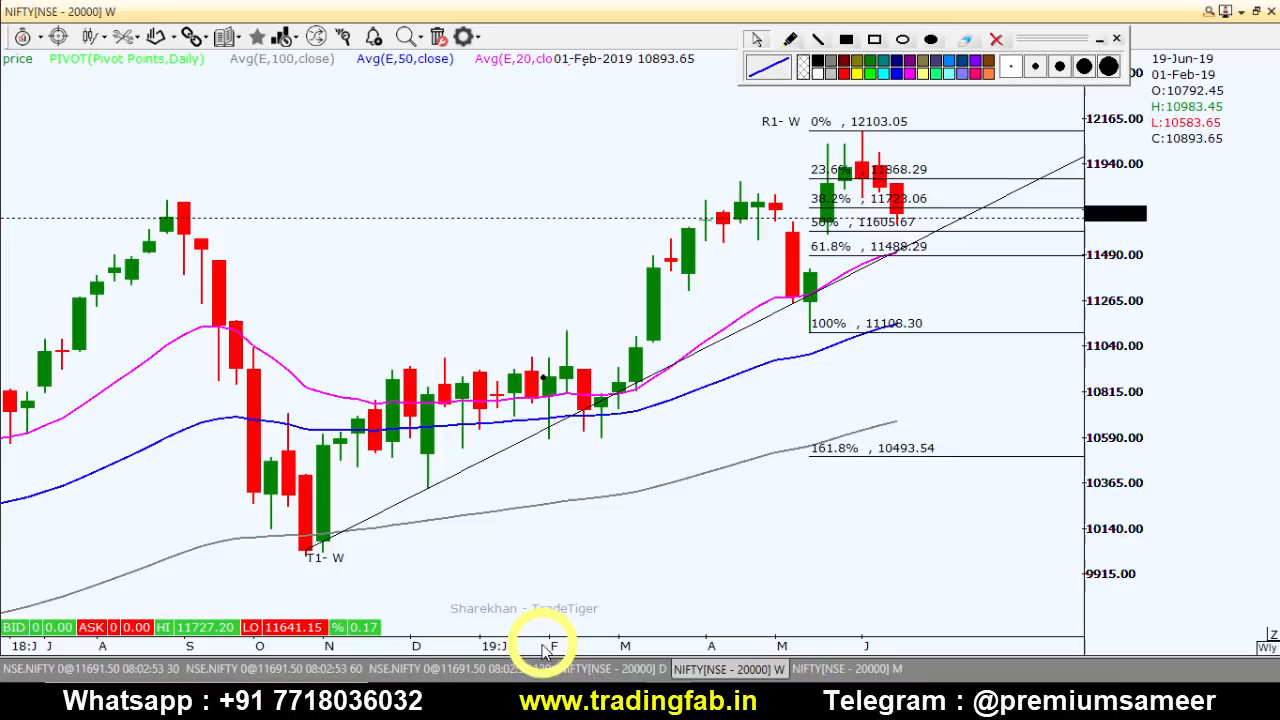 NIFTY[NSE - 20000] W
price PIVOT(Pivot Points,Daily) Avg(E,100,close) Avg(E,50,close) Avg(E,20,clo 01-Feb-2019 10893.65
19-Jun-19
01-Feb-19
O:10792.45
H:10983.45
L:10583.65
C:10893.65
R1- W 0% , 12103.05
23.6% , 11868.29
38.2% , 11723.06
50% , 11605.67
61.8% , 11488.29
100% , 11108.30
161.8% , 10493.54
12165.00
11940.00
11490.00
11265.00
11040.00
10815.00
10590.00
10365.00
10140.00
9915.00
T1- W
Sharekhan - TradeTiger
BID 0 0.00 ASK 0 0.00 HI 11727.20 LO 11641.15 % 0.17
18:J J A S O N D 19:J F M A M J
Z
Wly
NSE.NIFTY 0@11691.50 08:02:53 30 NSE.NIFTY 0@11691.50 08:02:53 60 NSE.NIFTY 0@11691.50 NIFTY[NSE - 20000] D NIFTY[NSE - 20000] W NIFTY[NSE - 20000] M
Whatsapp : +91 7718036032 www.tradingfab.in Telegram : @premiumsameer